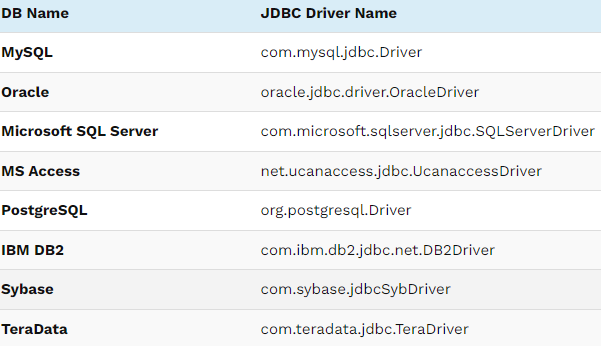 DB Name JDBC Driver Name
MySQL com.mysql.jdbc.Driver
Oracle oracle.jdbc.driver.OracleDriver
Microsoft SQL Server com.microsoft.sqlserver.jdbc.SQLServerDriver
MS Access net.ucanaccess.jdbc.UcanaccessDriver
PostgreSQL org.postgresql.Driver
IBM DB2 com.ibm.db2.jdbc.net.DB2Driver
Sybase com.sybase.jdbcSybDriver
TeraData com.teradata.jdbc.TeraDriver